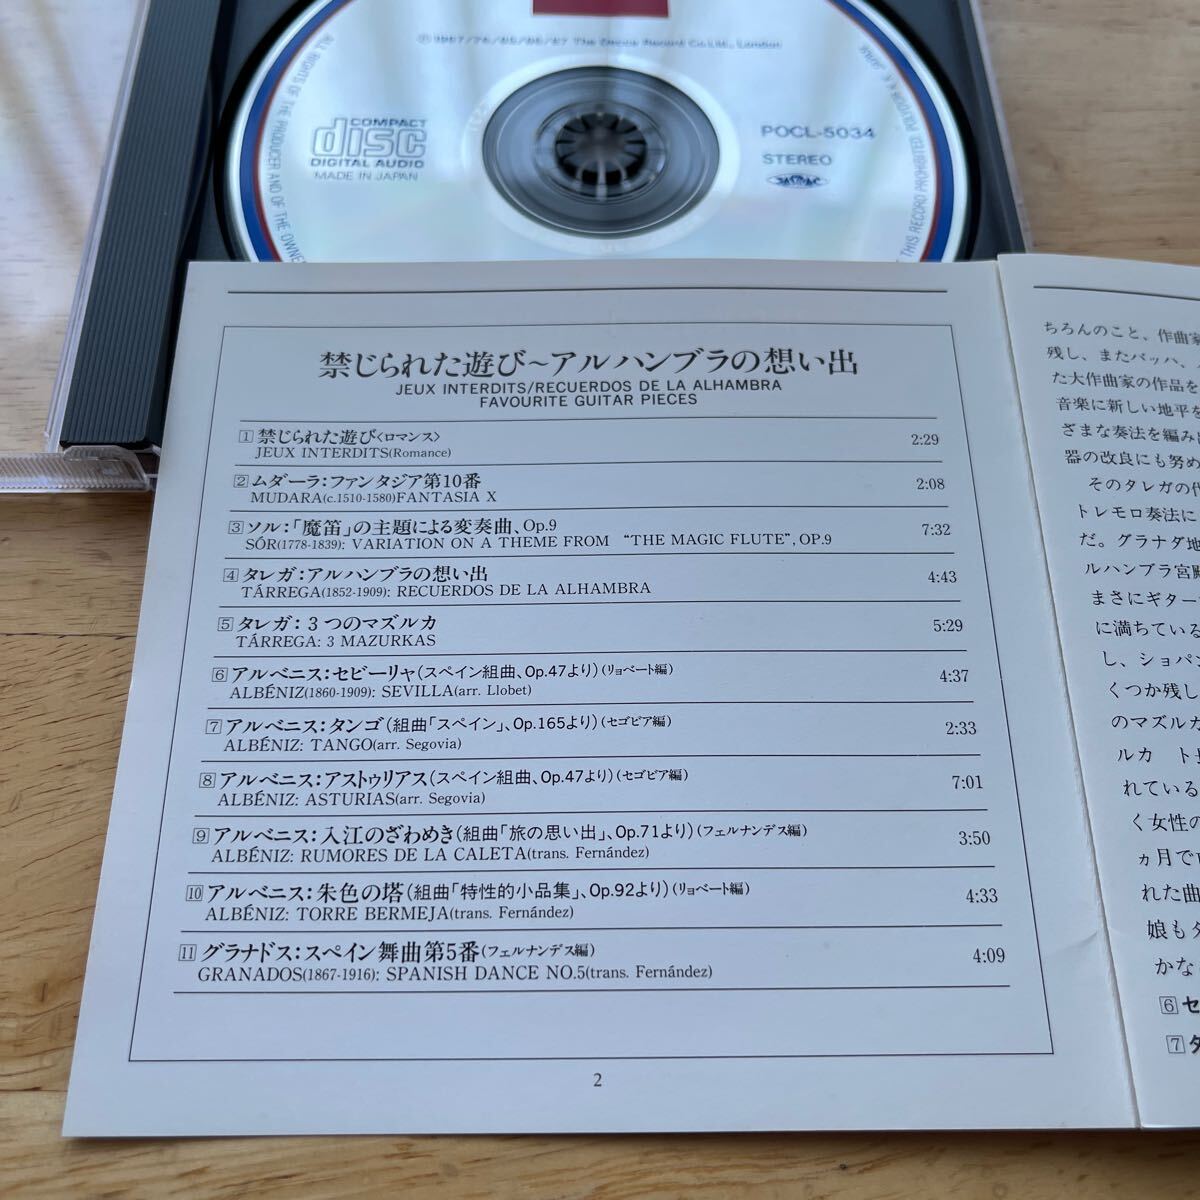 ℗ 1967/76/85/86/87 The Decca Record Co.Ltd., London
ALL RIGHTS OF THE PRODUCER AND OF THE OWNE
THIS RECORD PROHIBITED. POLYDOR K.K. JAPAN
COMPACT
disc
DIGITAL AUDIO
MADE IN JAPAN
POCL-5034
STEREO
JASRAC
禁じられた遊び〜アルハンブラの想い出
JEUX INTERDITS/RECUERDOS DE LA ALHAMBRA
FAVOURITE GUITAR PIECES
1 禁じられた遊び〈ロマンス〉 2:29
JEUX INTERDITS(Romance)
2 ムダーラ：ファンタジア第10番 2:08
MUDARA(c.1510-1580)FANTASIA X
3 ソル：「魔笛」の主題による変奏曲、Op.9 7:32
SÓR(1778-1839): VARIATION ON A THEME FROM “THE MAGIC FLUTE”, OP.9
4 タレガ：アルハンブラの想い出 4:43
TÁRREGA(1852-1909): RECUERDOS DE LA ALHAMBRA
5 タレガ：3つのマズルカ 5:29
TÁRREGA: 3 MAZURKAS
6 アルベニス：セビーリャ(スペイン組曲、Op.47より)(リョベート編) 4:37
ALBÉNIZ(1860-1909): SEVILLA(arr. Llobet)
7 アルベニス：タンゴ(組曲「スペイン」、Op.165より)(セゴビア編) 2:33
ALBÉNIZ: TANGO(arr. Segovia)
8 アルベニス：アストゥリアス(スペイン組曲、Op.47より)(セゴビア編) 7:01
ALBÉNIZ: ASTURIAS(arr. Segovia)
9 アルベニス：入江のざわめき(組曲「旅の思い出」、Op.71より)(フェルナンデス編) 3:50
ALBÉNIZ: RUMORES DE LA CALETA(trans. Fernández)
10 アルベニス：朱色の塔(組曲「特性的小品集」、Op.92より)(リョベート編) 4:33
ALBÉNIZ: TORRE BERMEJA(trans. Fernández)
11 グラナドス：スペイン舞曲第5番(フェルナンデス編) 4:09
GRANADOS(1867-1916): SPANISH DANCE NO.5(trans. Fernández)
2
ちろんのこと、作曲家
残し、またバッハ、
た大作曲家の作品を
音楽に新しい地平を
ざまな奏法を編み出
器の改良にも努め
そのタレガの代
トレモロ奏法に
だ。グラナダ地
ルハンブラ宮殿
まさにギター
に満ちている
し、ショパン
くつか残し
のマズルカ
ルカ ト長
れている
く女性の
ヵ月で
れた曲
娘もタ
かな
6 セ
7 タ